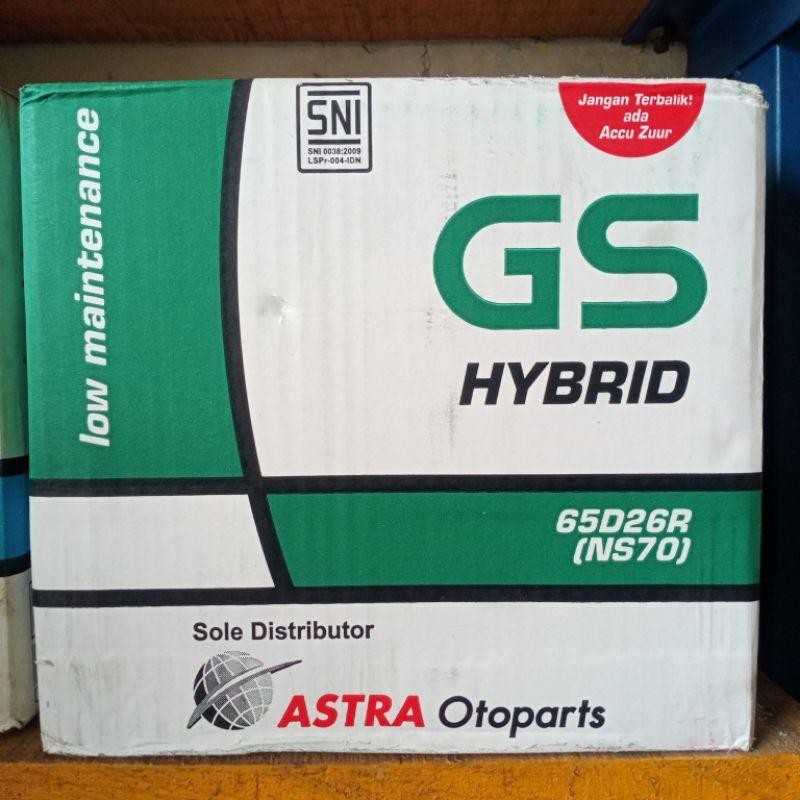 low maintenance
SNI
SNI 0038:2009
LSPr-004-IDN
Jangan Terbalik!
ada
Accu Zuur
GS
HYBRID
65D26R
(NS70)
Sole Distributor
ASTRA Otoparts